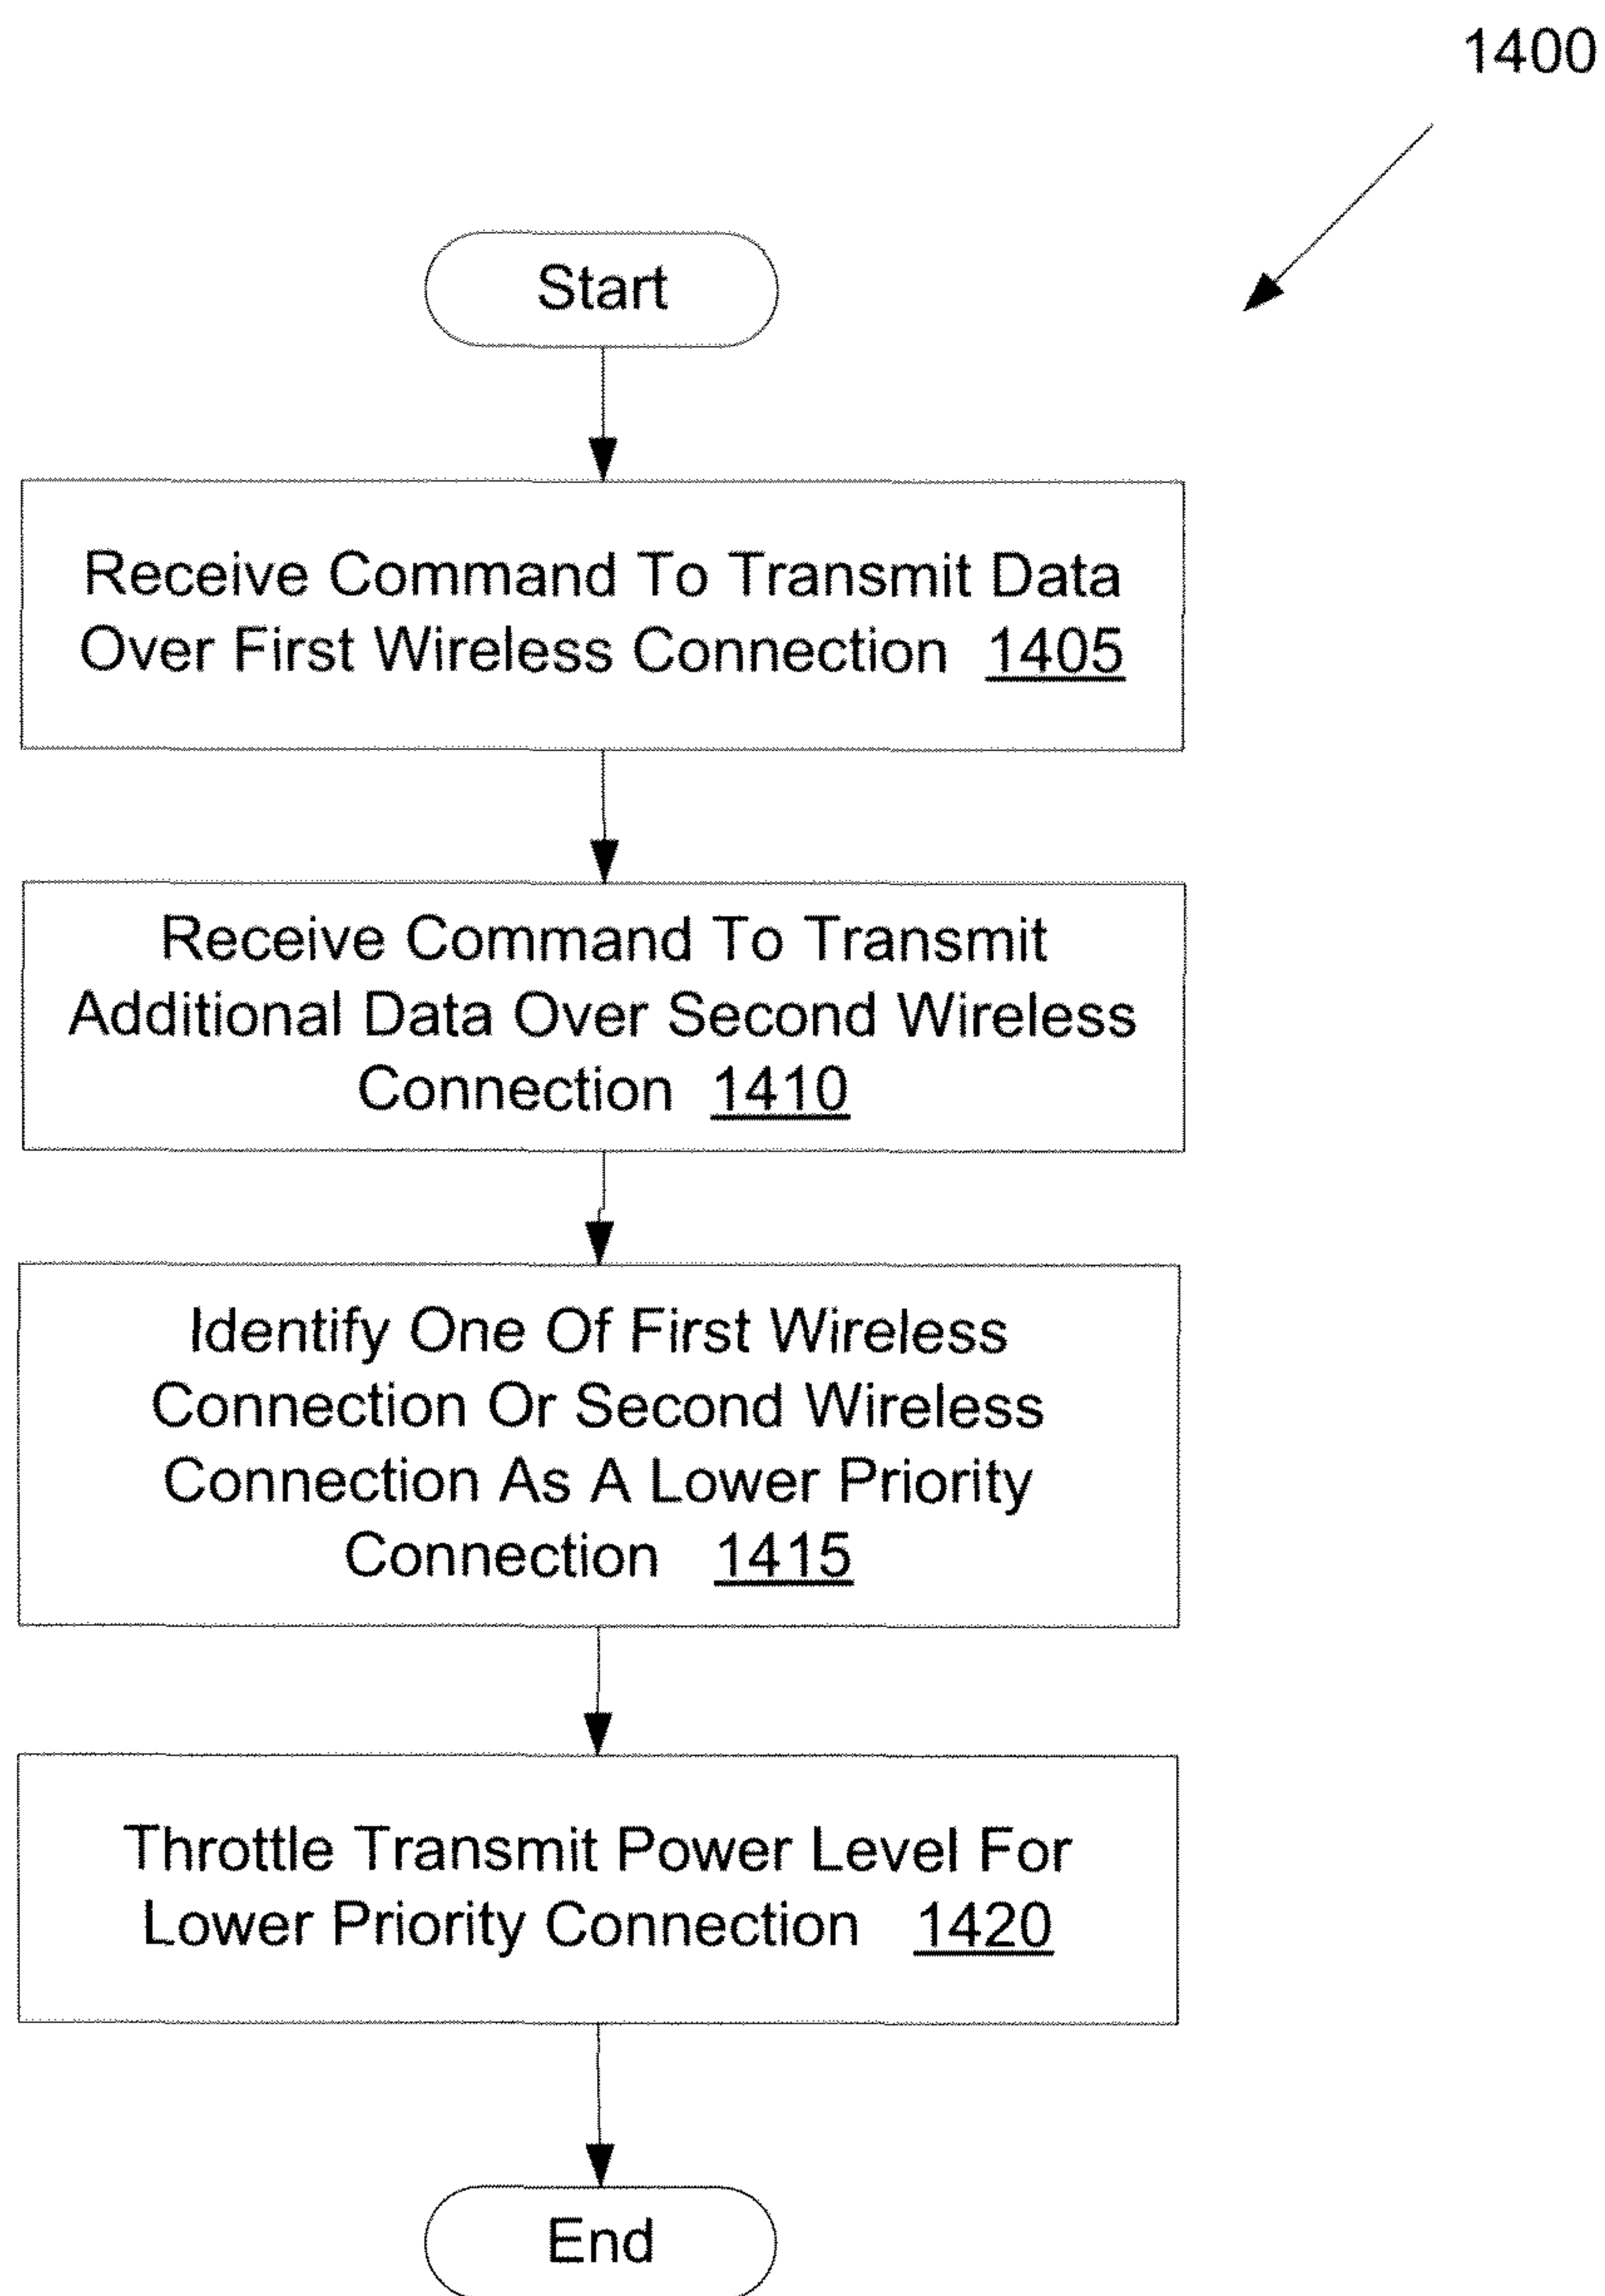 1400
Start
Receive Command To Transmit Data
Over First Wireless Connection 1405
Receive Command To Transmit
Additional Data Over Second Wireless
Connection 1410
Identify One Of First Wireless
Connection Or Second Wireless
Connection As A Lower Priority
Connection 1415
Throttle Transmit Power Level For
Lower Priority Connection 1420
End